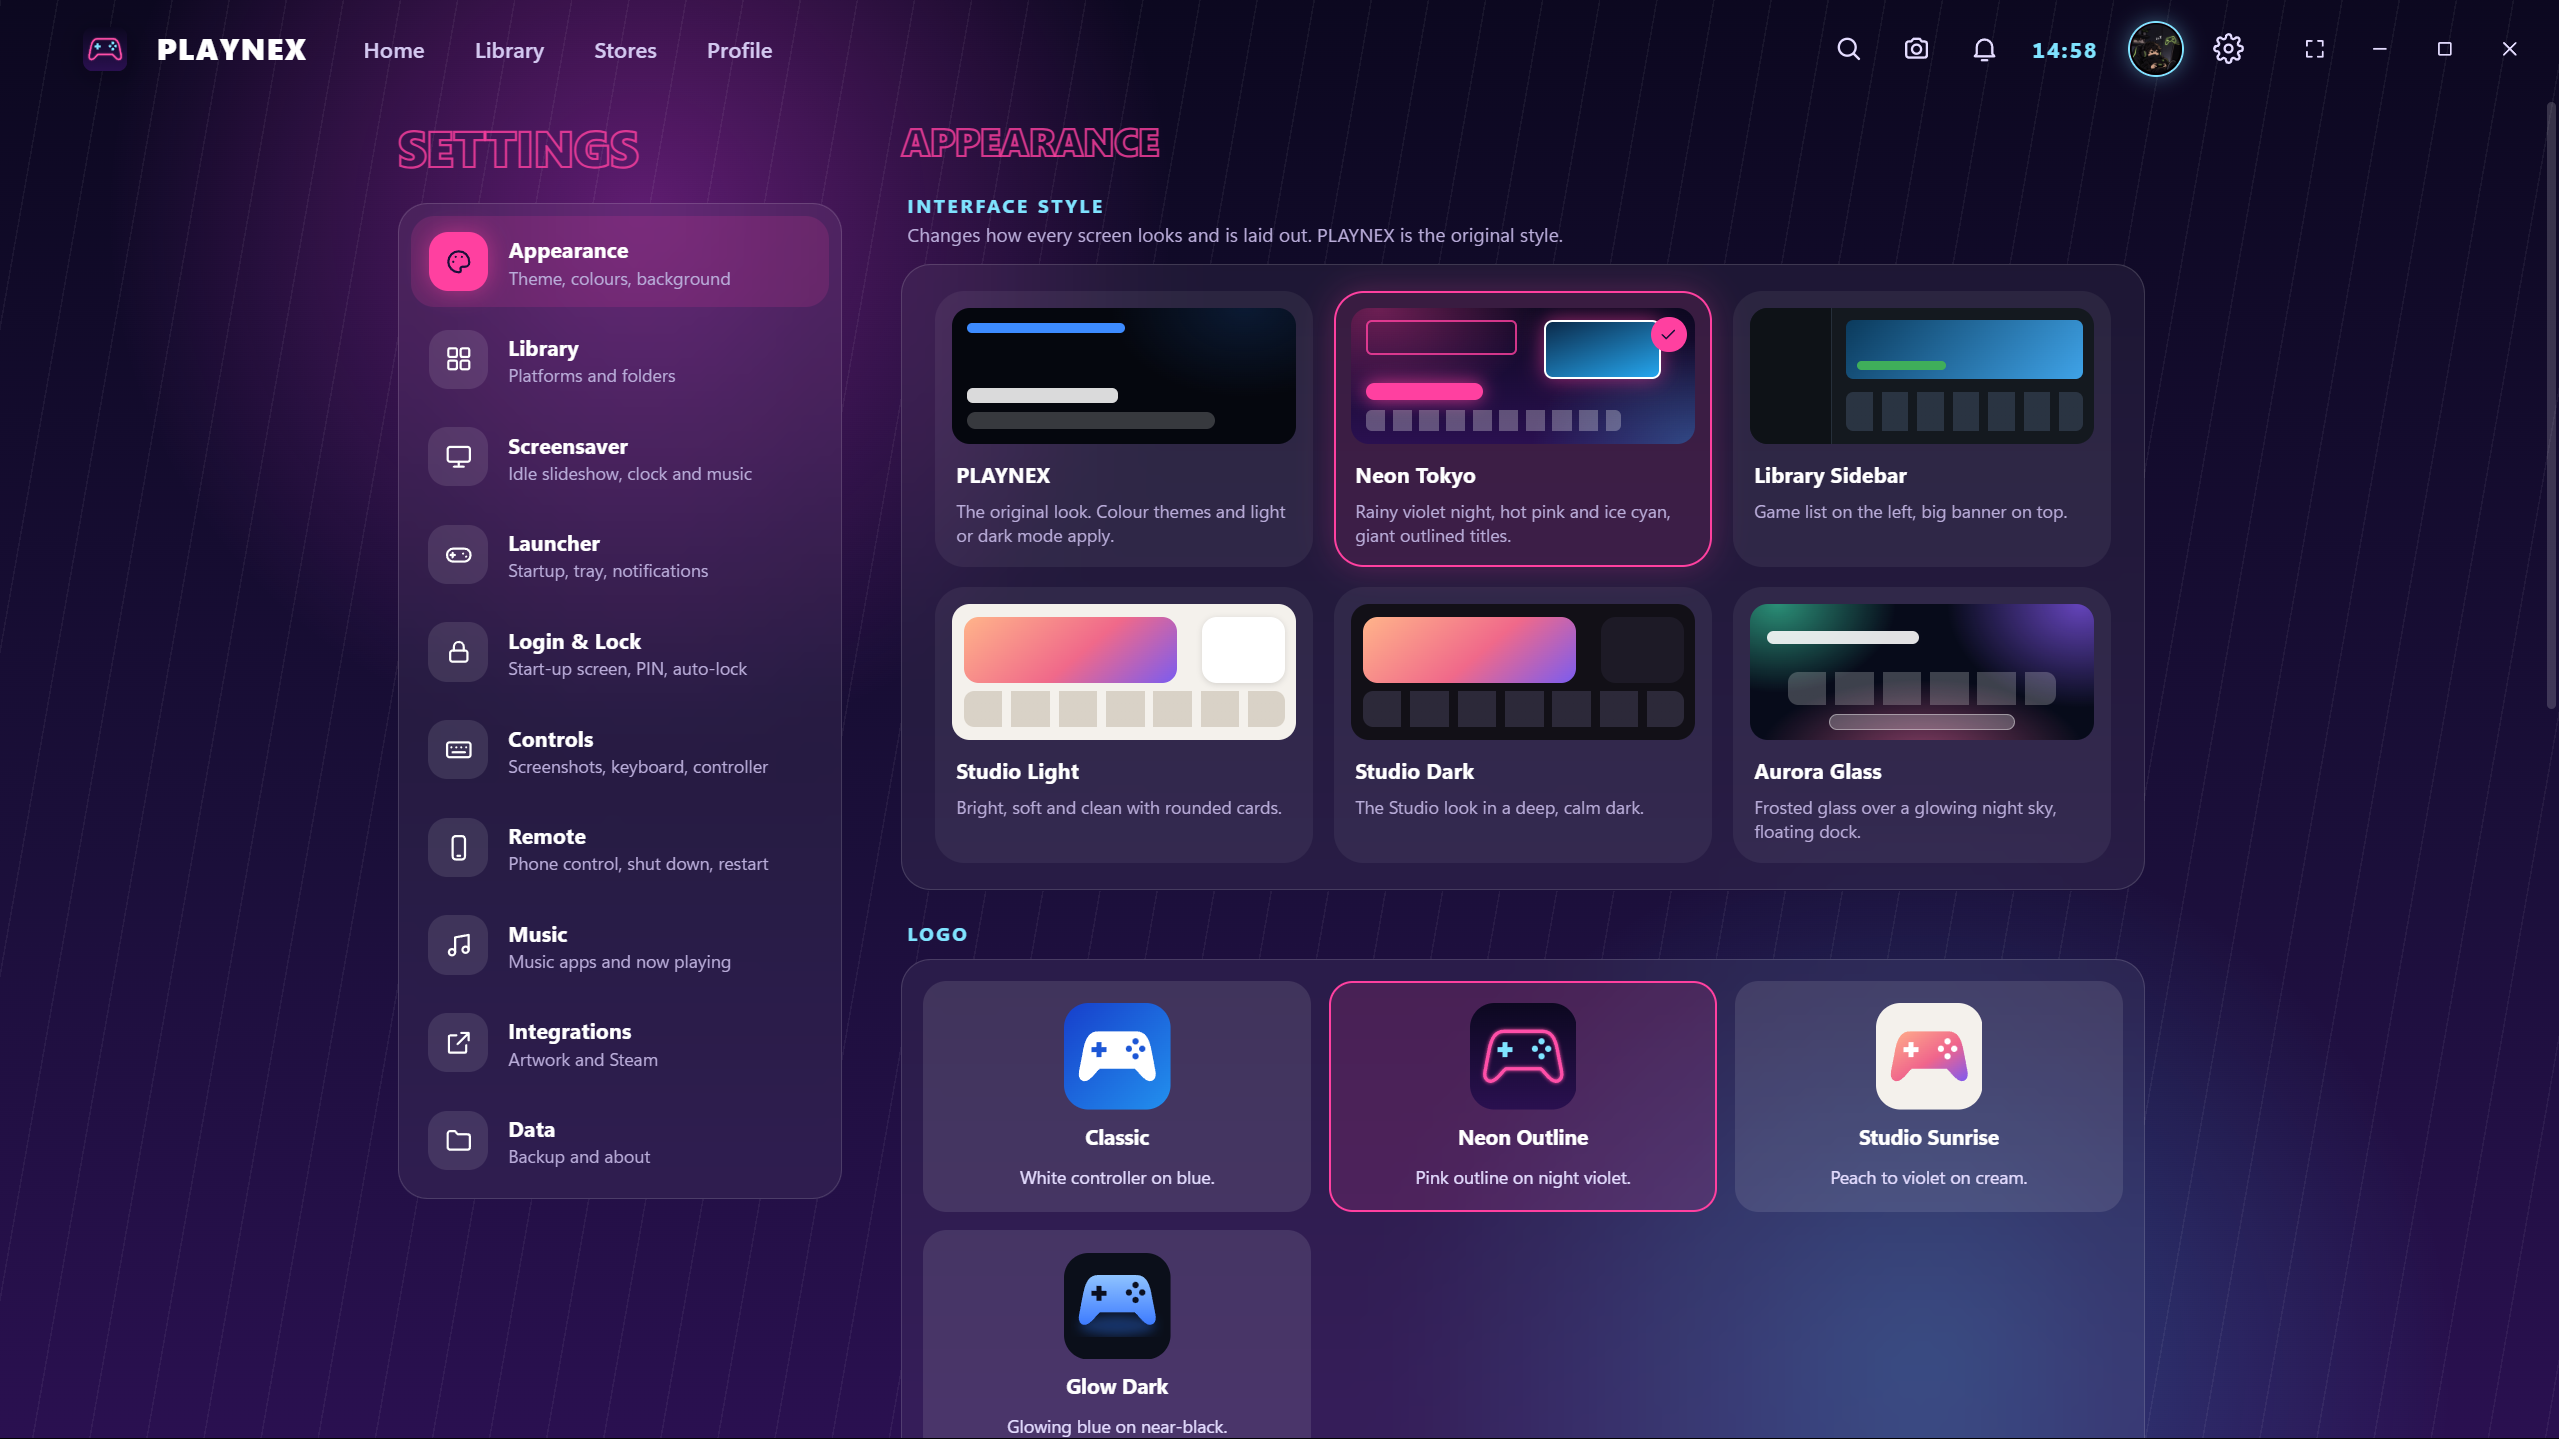 PLAYNEX
Home
Library
Stores
Profile
14:58
SETTINGS
Appearance
Theme, colours, background
Library
Platforms and folders
Screensaver
Idle slideshow, clock and music
Launcher
Startup, tray, notifications
Login & Lock
Start-up screen, PIN, auto-lock
Controls
Screenshots, keyboard, controller
Remote
Phone control, shut down, restart
Music
Music apps and now playing
Integrations
Artwork and Steam
Data
Backup and about
APPEARANCE
INTERFACE STYLE
Changes how every screen looks and is laid out. PLAYNEX is the original style.
PLAYNEX
The original look. Colour themes and light
or dark mode apply.
Neon Tokyo
Rainy violet night, hot pink and ice cyan,
giant outlined titles.
Library Sidebar
Game list on the left, big banner on top.
Studio Light
Bright, soft and clean with rounded cards.
Studio Dark
The Studio look in a deep, calm dark.
Aurora Glass
Frosted glass over a glowing night sky,
floating dock.
LOGO
Classic
White controller on blue.
Neon Outline
Pink outline on night violet.
Studio Sunrise
Peach to violet on cream.
Glow Dark
Glowing blue on near-black.